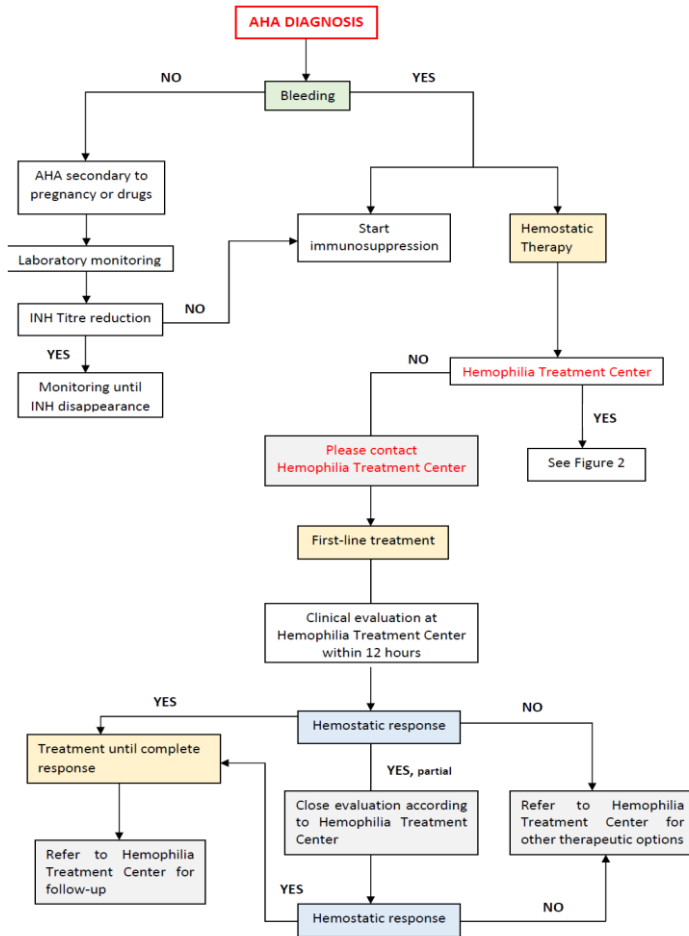 AHA DIAGNOSIS
NO
YES
Bleeding
AHA secondary to
pregnancy or drugs
Start
immunosuppression
Hemostatic
Therapy
Laboratory monitoring
INH Titre reduction
NO
YES
Monitoring until
INH disappearance
NO
Hemophilia Treatment Center
YES
See Figure 2
Please contact
Hemophilia Treatment Center
First-line treatment
Clinical evaluation at
Hemophilia Treatment Center
within 12 hours
YES
Hemostatic response
NO
Treatment until complete
response
YES, partial
Close evaluation according
to Hemophilia Treatment
Center
Refer to Hemophilia
Treatment Center for
other therapeutic options
Refer to Hemophilia
Treatment Center for
follow-up
YES
Hemostatic response
NO